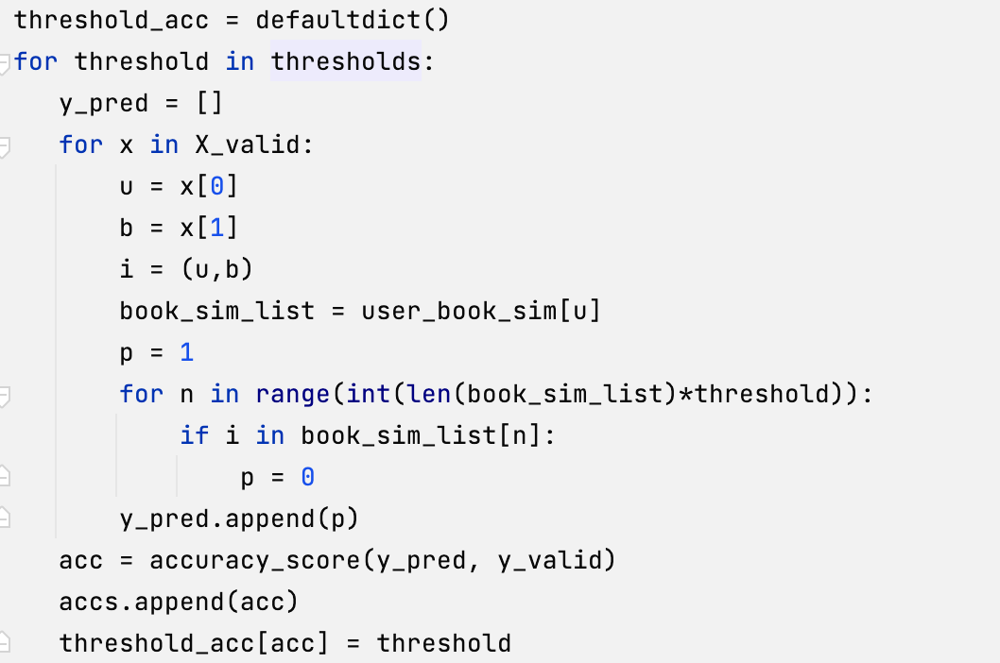 threshold_acc = defaultdict()
for threshold in thresholds:
    y_pred = []
    for x in X_valid:
        u = x[0]
        b = x[1]
        i = (u,b)
        book_sim_list = user_book_sim[u]
        p = 1
        for n in range(int(len(book_sim_list)*threshold)):
            if i in book_sim_list[n]:
                p = 0
        y_pred.append(p)
    acc = accuracy_score(y_pred, y_valid)
    accs.append(acc)
    threshold_acc[acc] = threshold